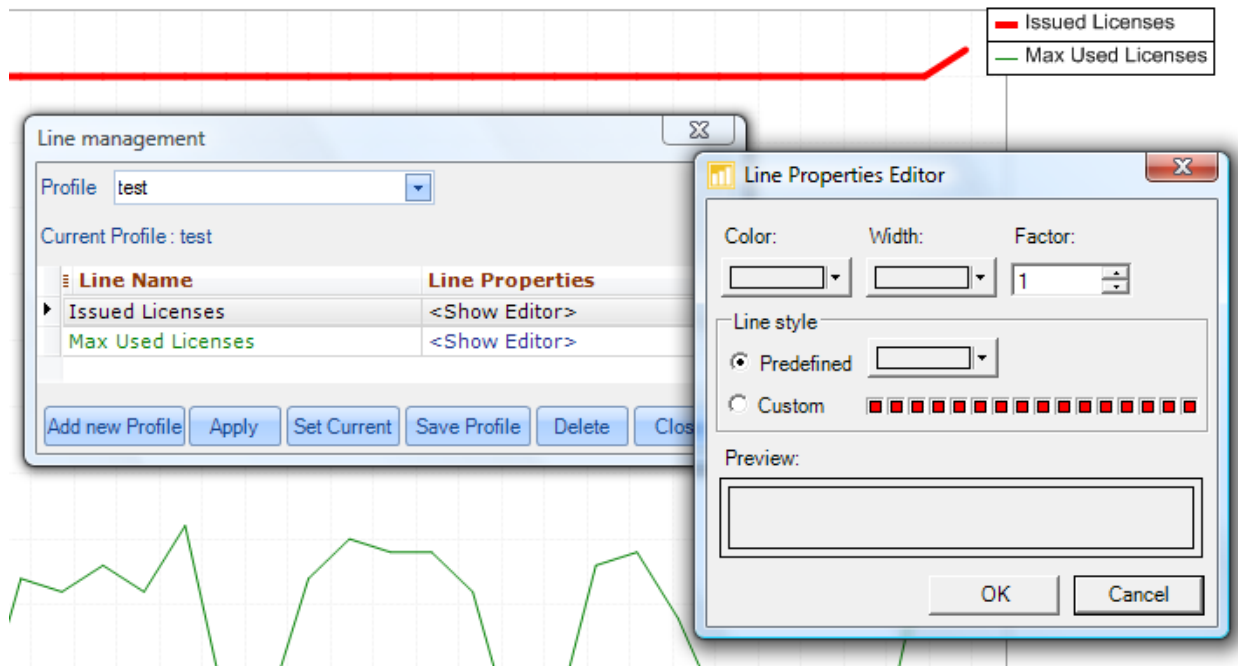 Issued Licenses
Max Used Licenses
Line management
Profile test
Current Profile : test
Line Name Line Properties
Issued Licenses <Show Editor>
Max Used Licenses <Show Editor>
Add new Profile Apply Set Current Save Profile Delete Clos
Line Properties Editor
Color: Width: Factor:
1
Line style
Predefined
Custom
Preview:
OK Cancel